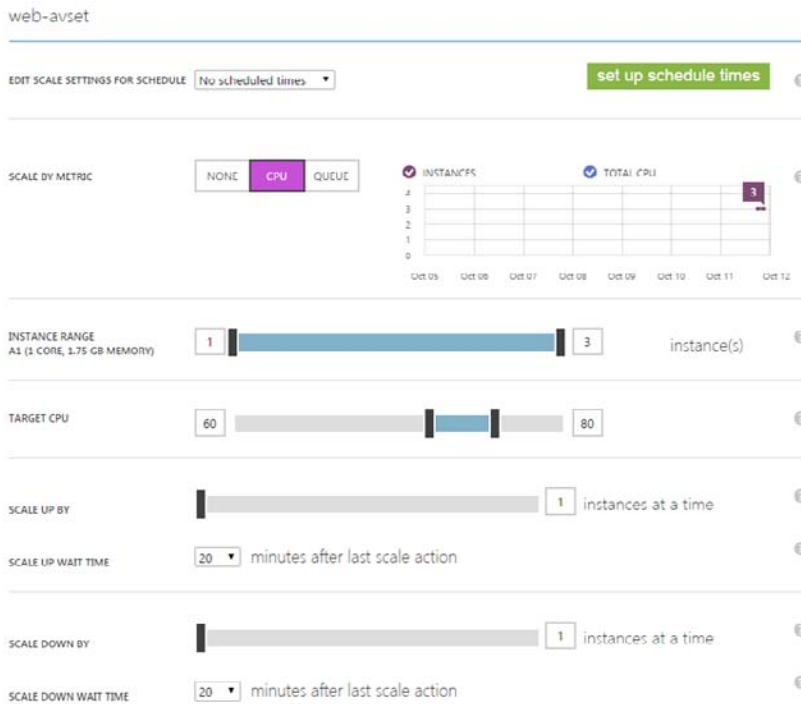 web-avset
EDIT SCALE SETTINGS FOR SCHEDULE No scheduled times set up schedule times
SCALE BY METRIC NONE CPU QUEUE INSTANCES TOTAL CPU
3
4
3
2
1
0
Oct 05 Oct 06 Oct 07 Oct 08 Oct 09 Oct 10 Oct 11 Oct 12
INSTANCE RANGE
A1 (1 CORE, 1.75 GB MEMORY) 1 3 instance(s)
TARGET CPU 60 80
SCALE UP BY 1 instances at a time
SCALE UP WAIT TIME 20 minutes after last scale action
SCALE DOWN BY 1 instances at a time
SCALE DOWN WAIT TIME 20 minutes after last scale action